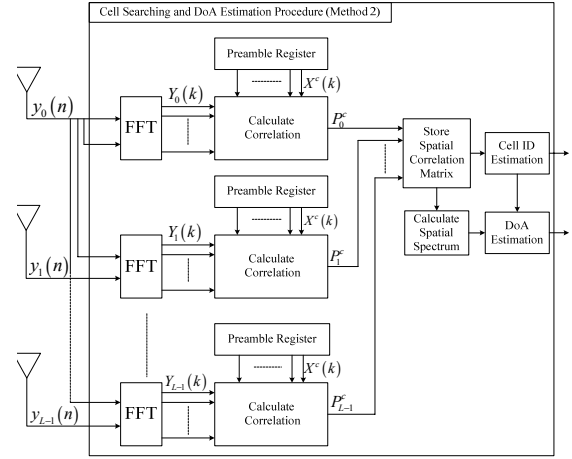 Cell Searching and DoA Estimation Procedure (Method 2)
Preamble Register
X^c(k)
y_0(n)
FFT
Y_0(k)
Calculate
Correlation
P_0^c
Store
Spatial
Correlation
Matrix
Cell ID
Estimation
Preamble Register
X^c(k)
y_1(n)
FFT
Y_1(k)
Calculate
Correlation
P_1^c
Calculate
Spatial
Spectrum
DoA
Estimation
Preamble Register
X^c(k)
y_{L-1}(n)
FFT
Y_{L-1}(k)
Calculate
Correlation
P_{L-1}^c